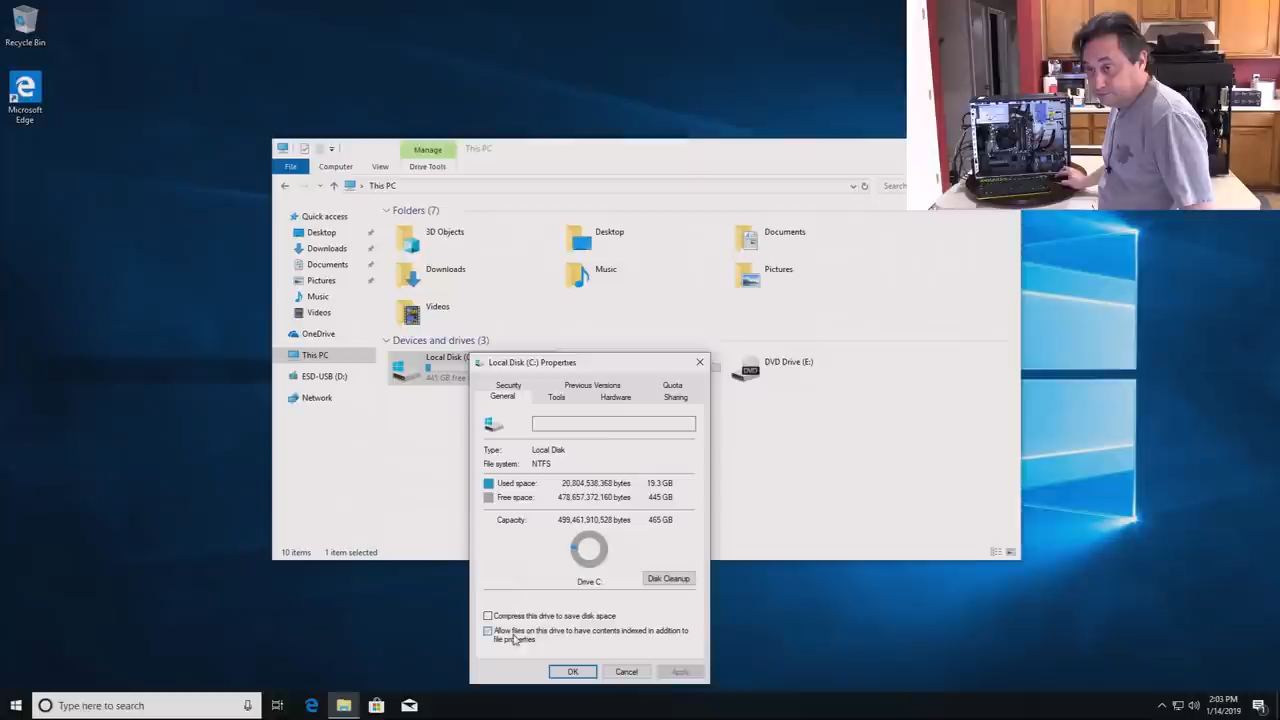 Recycle Bin
Microsoft
Edge
Manage
This PC
File
Computer
View
Drive Tools
This PC
Search
Quick access
Desktop
Downloads
Documents
Pictures
Music
Videos
OneDrive
This PC
ESD-USB (D:)
Network
Folders (7)
3D Objects
Desktop
Documents
Downloads
Music
Pictures
Videos
Devices and drives (3)
Local Disk (C
441 GB free
DVD Drive (E:)
DVD
10 items
1 item selected
Local Disk (C:) Properties
Security
Previous Versions
Quota
General
Tools
Hardware
Sharing
Type: Local Disk
File system: NTFS
Used space: 20,804,538,368 bytes 19.3 GB
Free space: 478,657,372,160 bytes 445 GB
Capacity: 499,461,910,528 bytes 465 GB
Drive C:
Disk Cleanup
Compress this drive to save disk space
Allow files on this drive to have contents indexed in addition to
file properties
OK
Cancel
Apply
Type here to search
2:03 PM
1/14/2019